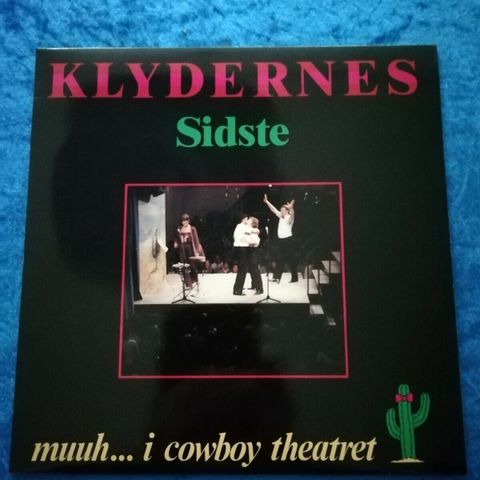 KLYDERNES
Sidste
muuh... i cowboy theatret